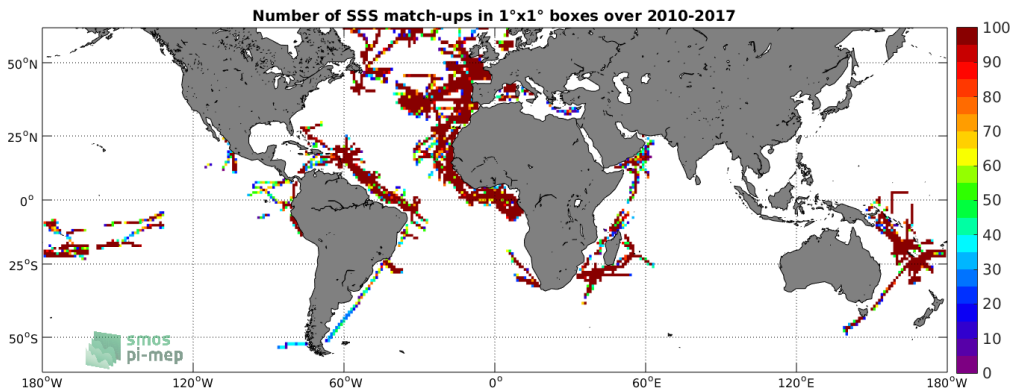 Number of SSS match-ups in 1°x1° boxes over 2010-2017
50°N
25°N
0°
25°S
50°S
180°W
120°W
60°W
0°
60°E
120°E
180°E
100
90
80
70
60
50
40
30
20
10
0
smos
pi-mep